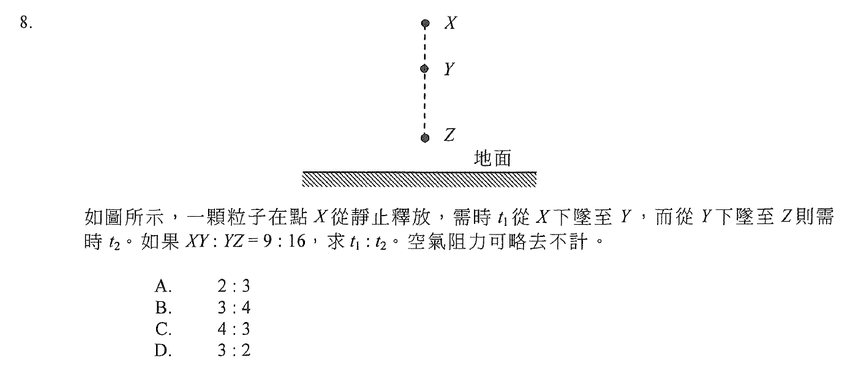 8.
X
Y
Z
地面
如圖所示，一顆粒子在點 X 從靜止釋放，需時 t₁ 從 X 下墜至 Y，而從 Y 下墜至 Z 則需
時 t₂。如果 XY : YZ = 9 : 16，求 t₁ : t₂。空氣阻力可略去不計。
A. 2 : 3
B. 3 : 4
C. 4 : 3
D. 3 : 2